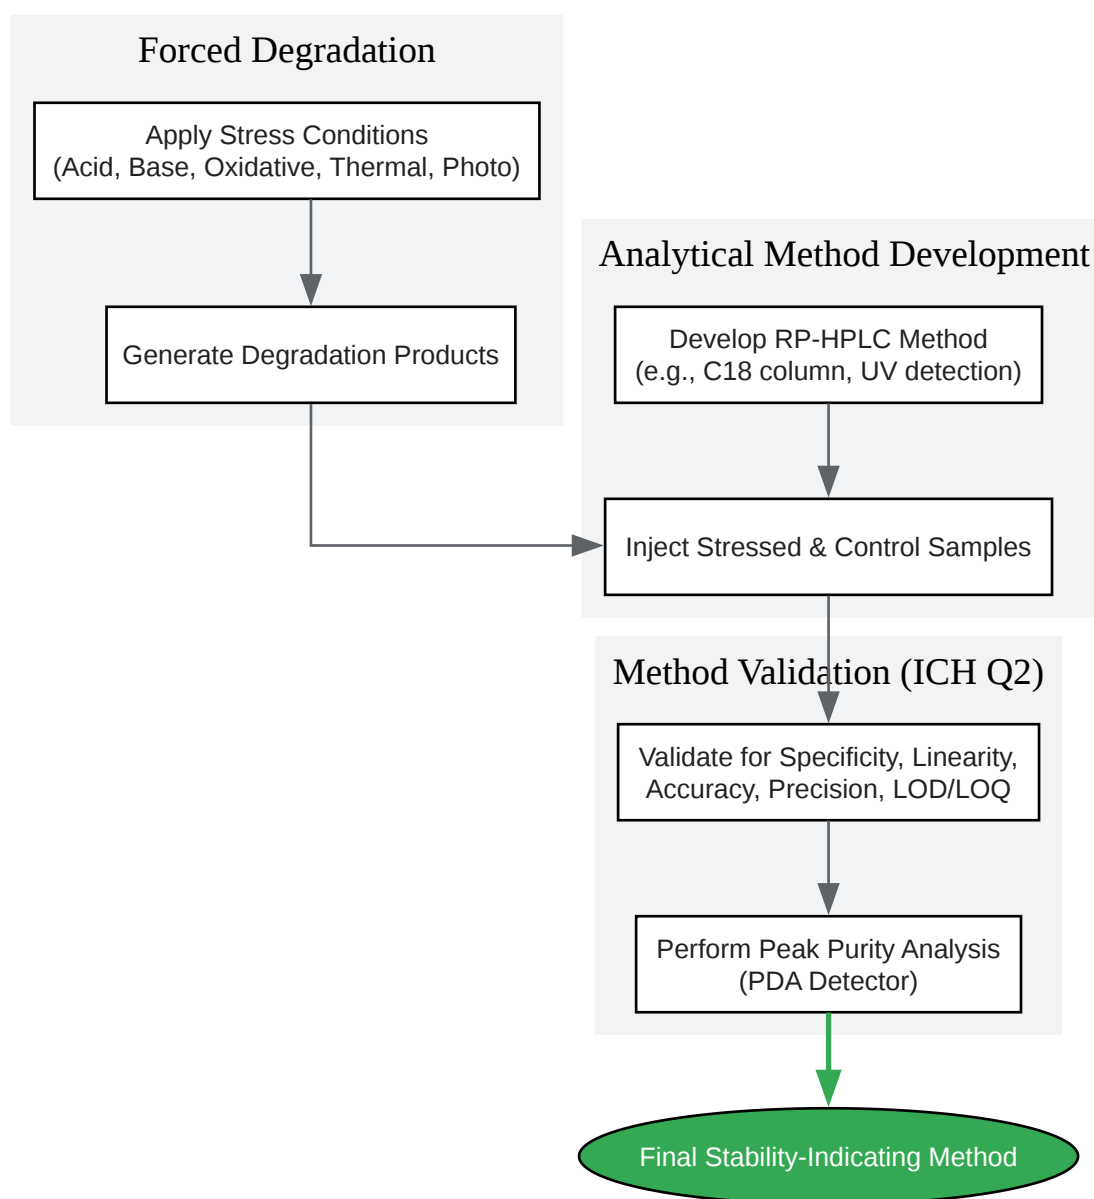 Forced Degradation
Apply Stress Conditions
(Acid, Base, Oxidative, Thermal, Photo)
Generate Degradation Products
Analytical Method Development
Develop RP-HPLC Method
(e.g., C18 column, UV detection)
Inject Stressed & Control Samples
Method Validation (ICH Q2)
Validate for Specificity, Linearity,
Accuracy, Precision, LOD/LOQ
Perform Peak Purity Analysis
(PDA Detector)
Final Stability-Indicating Method